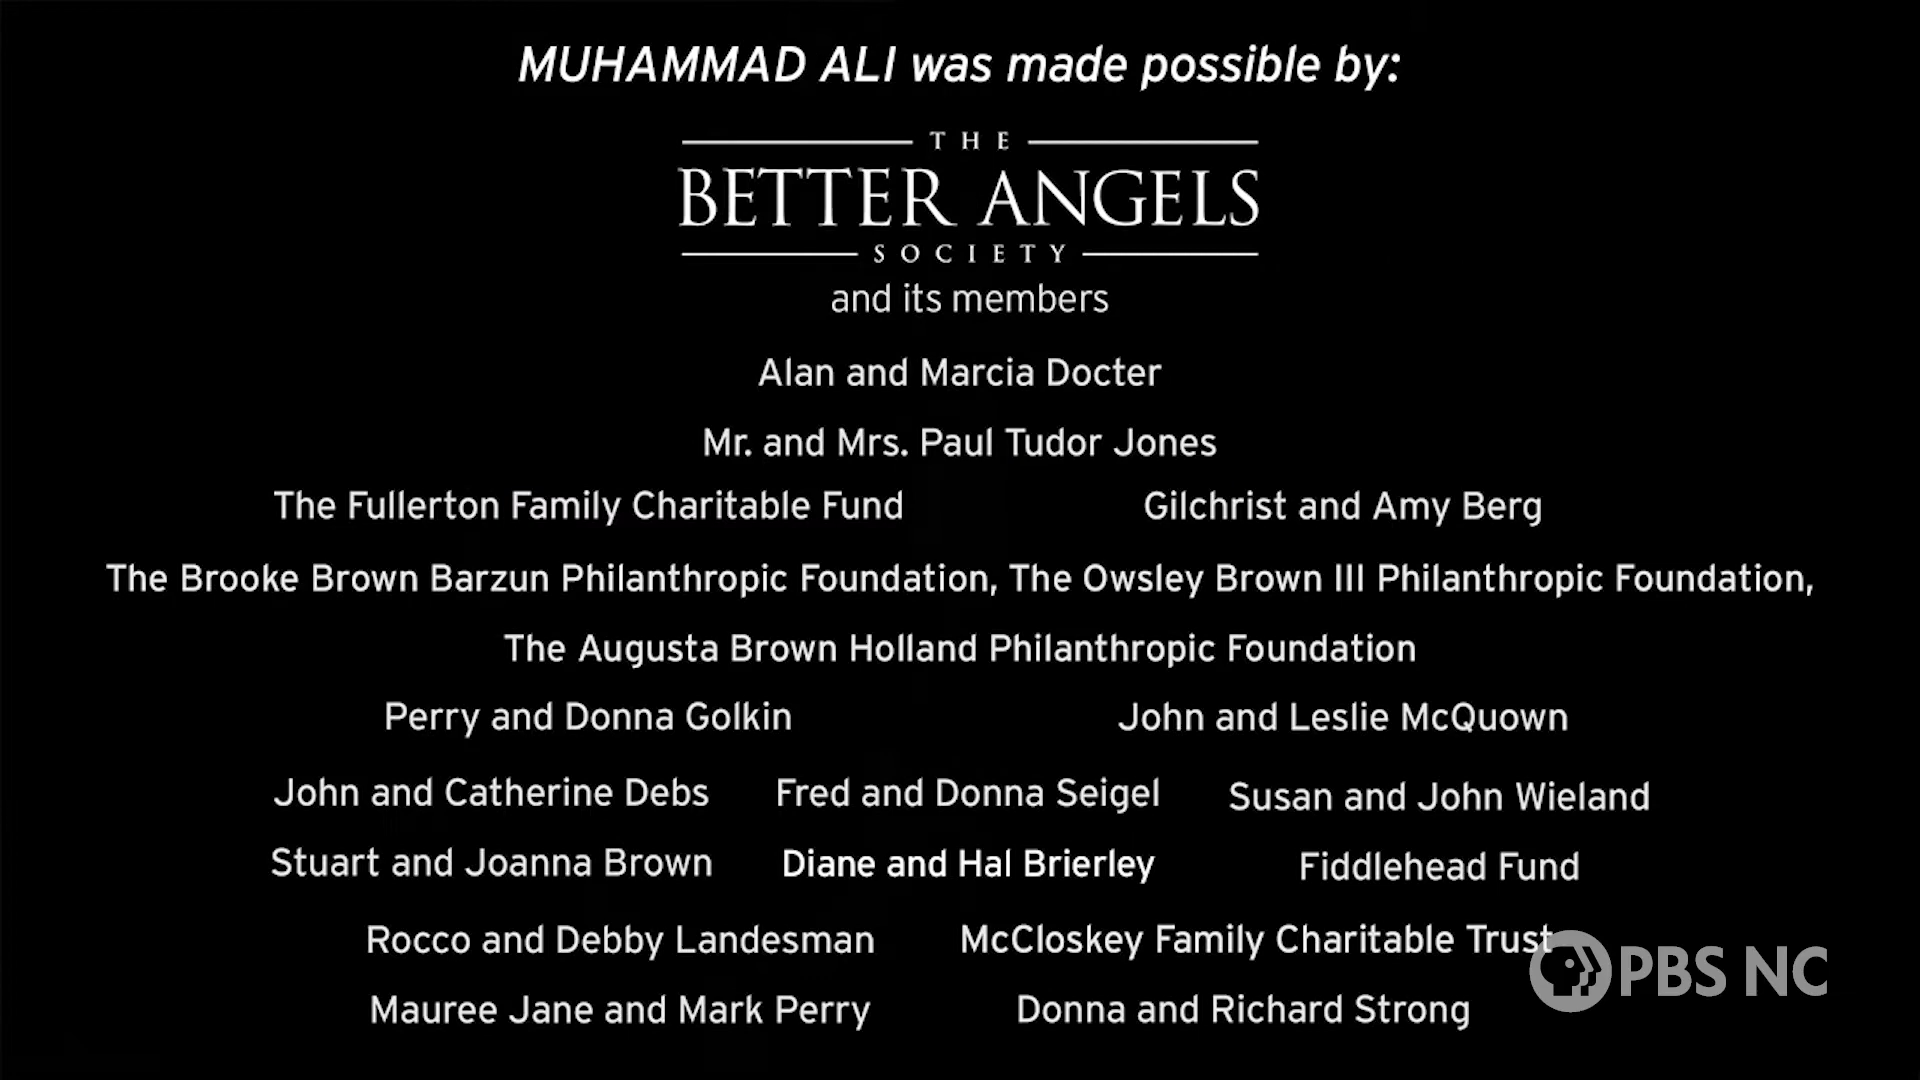 MUHAMMAD ALI was made possible by:
THE
BETTER ANGELS
SOCIETY
and its members
Alan and Marcia Docter
Mr. and Mrs. Paul Tudor Jones
The Fullerton Family Charitable Fund Gilchrist and Amy Berg
The Brooke Brown Barzun Philanthropic Foundation, The Owsley Brown III Philanthropic Foundation,
The Augusta Brown Holland Philanthropic Foundation
Perry and Donna Golkin John and Leslie McQuown
John and Catherine Debs Fred and Donna Seigel Susan and John Wieland
Stuart and Joanna Brown Diane and Hal Brierley Fiddlehead Fund
Rocco and Debby Landesman McCloskey Family Charitable Trust
PBS NC
Mauree Jane and Mark Perry Donna and Richard Strong